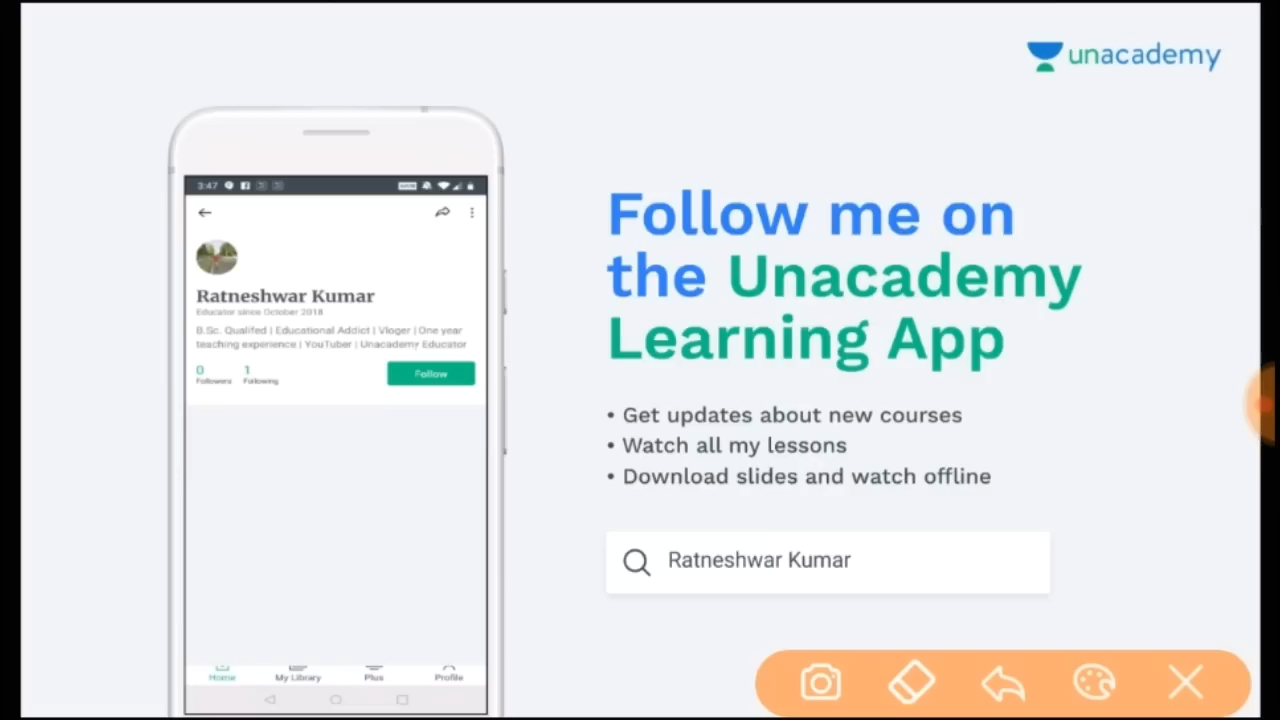 unacademy
3:47
Ratneshwar Kumar
Educator since October 2018
B.Sc. Qualifed | Educational Addict | Vloger | One year
teaching experience | YouTuber | Unacademy Educator
0
1
Followers
Following
Follow
Home
My Library
Plus
Profile
Follow me on
the Unacademy
Learning App
• Get updates about new courses
• Watch all my lessons
• Download slides and watch offline
Ratneshwar Kumar